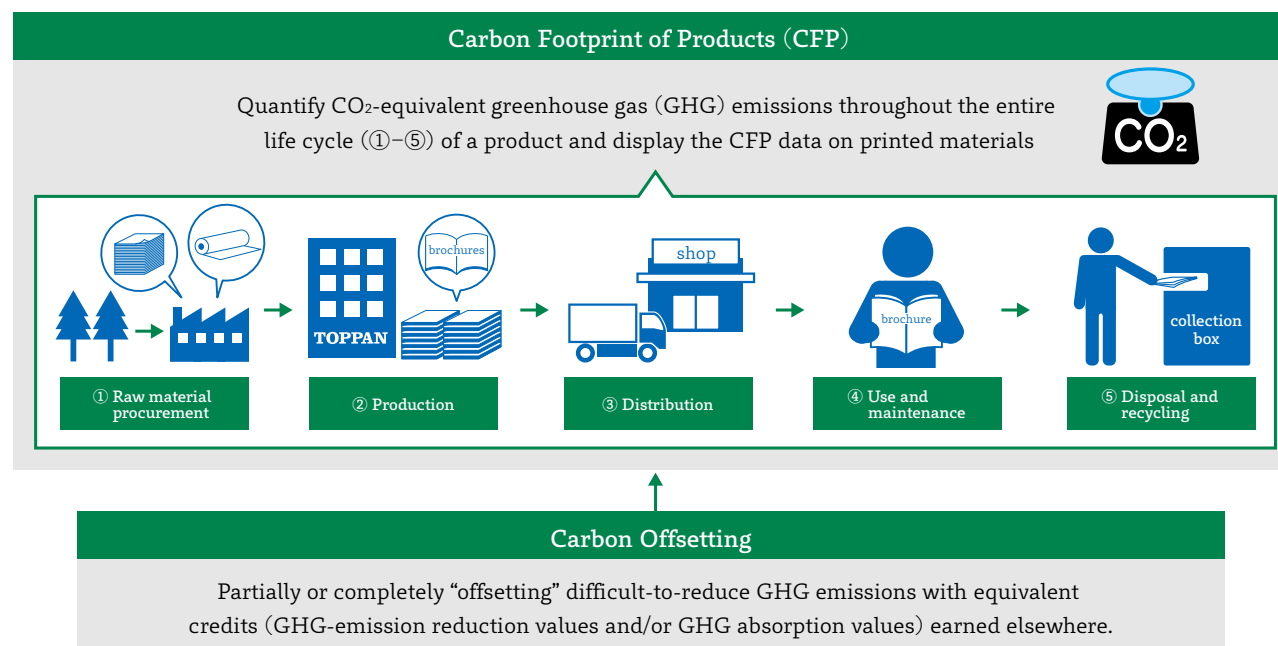 Carbon Footprint of Products (CFP)
Quantify CO₂-equivalent greenhouse gas (GHG) emissions throughout the entire
life cycle (①–⑤) of a product and display the CFP data on printed materials
CO₂
brochures
TOPPAN
shop
brochure
collection
box
① Raw material
procurement
② Production
③ Distribution
④ Use and
maintenance
⑤ Disposal and
recycling
Carbon Offsetting
Partially or completely “offsetting” difficult-to-reduce GHG emissions with equivalent
credits (GHG-emission reduction values and/or GHG absorption values) earned elsewhere.